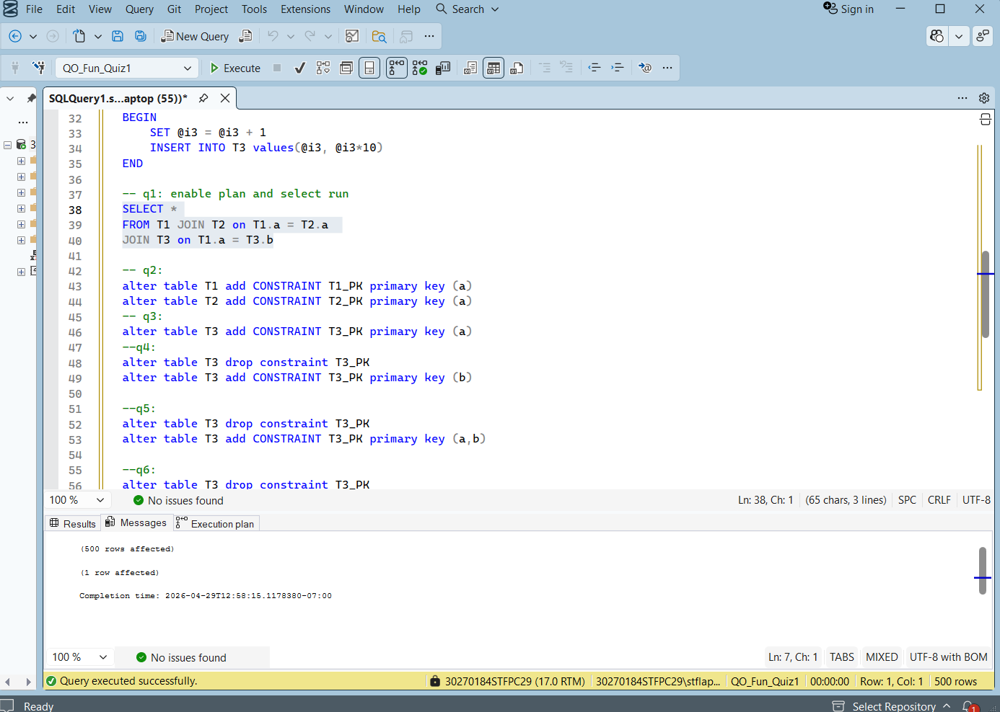 File Edit View Query Git Project Tools Extensions Window Help Search Sign in
New Query
QO_Fun_Quiz1 Execute
SQLQuery1.s...aptop (55))*
3
32 BEGIN
33 SET @i3 = @i3 + 1
34 INSERT INTO T3 values(@i3, @i3*10)
35 END
36
37 -- q1: enable plan and select run
38 SELECT *
39 FROM T1 JOIN T2 on T1.a = T2.a
40 JOIN T3 on T1.a = T3.b
41
42 -- q2:
43 alter table T1 add CONSTRAINT T1_PK primary key (a)
44 alter table T2 add CONSTRAINT T2_PK primary key (a)
45 -- q3:
46 alter table T3 add CONSTRAINT T3_PK primary key (a)
47 --q4:
48 alter table T3 drop constraint T3_PK
49 alter table T3 add CONSTRAINT T3_PK primary key (b)
50
51 --q5:
52 alter table T3 drop constraint T3_PK
53 alter table T3 add CONSTRAINT T3_PK primary key (a,b)
54
55 --q6:
56 alter table T3 drop constraint T3_PK
100 % No issues found Ln: 38, Ch: 1 (65 chars, 3 lines) SPC CRLF UTF-8
Results Messages Execution plan
(500 rows affected)
(1 row affected)
Completion time: 2026-04-29T12:58:15.1178380-07:00
100 % No issues found Ln: 7, Ch: 1 TABS MIXED UTF-8 with BOM
Query executed successfully. 30270184STFPC29 (17.0 RTM) 30270184STFPC29\stflap... QO_Fun_Quiz1 00:00:00 Row: 1, Col: 1 500 rows
Ready Select Repository 1